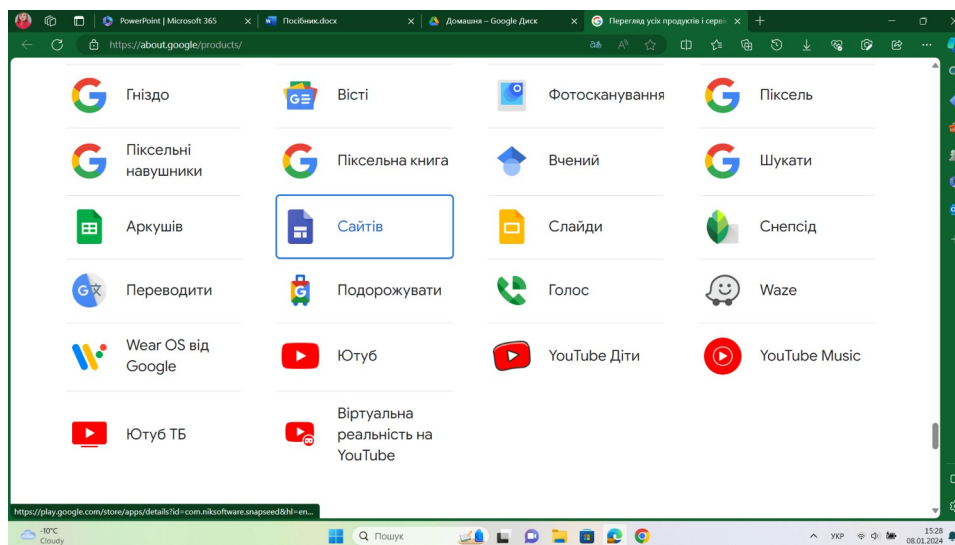 PowerPoint | Microsoft 365
Посібник.docx
Домашня – Google Диск
Перегляд усіх продуктів і серві
https://about.google/products/
Гніздо
Вісті
Фотосканування
Піксель
Піксельні
навушники
Піксельна книга
Вчений
Шукати
Аркушів
Сайтів
Слайди
Снепсід
Переводити
Подорожувати
Голос
Waze
Wear OS від
Google
Ютуб
YouTube Діти
YouTube Music
Ютуб ТБ
Віртуальна
реальність на
YouTube
https://play.google.com/store/apps/details?id=com.niksoftware.snapseed&hl=en...
-10°C
Cloudy
Пошук
УКР
15:28
08.01.2024